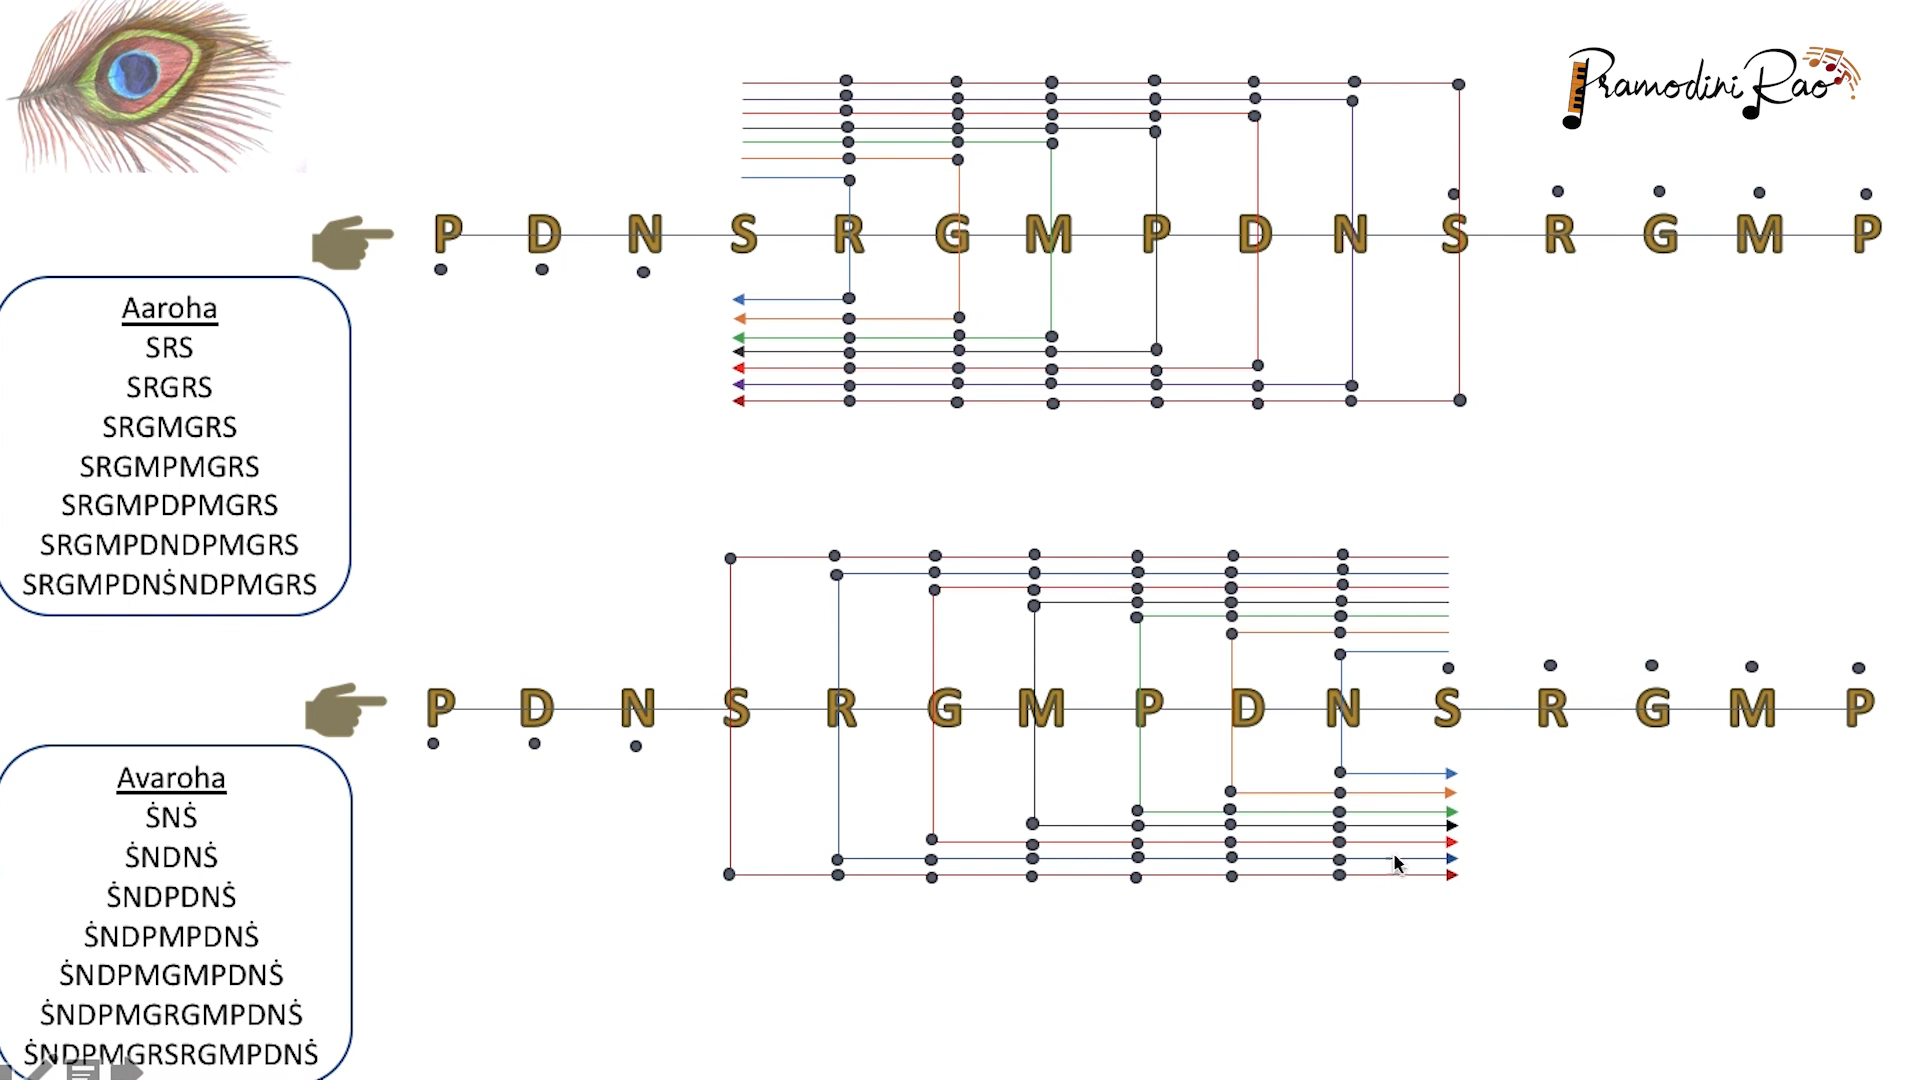 Pramodini Rao
P D N S R G M P D N S R G M P
Aaroha
SRS
SRGRS
SRGMGRS
SRGMPMGRS
SRGMPDPMGRS
SRGMPDNDPMGRS
SRGMPDNṠNDPMGRS
P D N S R G M P D N S R G M P
Avaroha
ṠNṠ
ṠNDNṠ
ṠNDPDNṠ
ṠNDPMPDNṠ
ṠNDPMGMPDNṠ
ṠNDPMGRGMPDNṠ
ṠNDPMGRSRGMPDNṠ